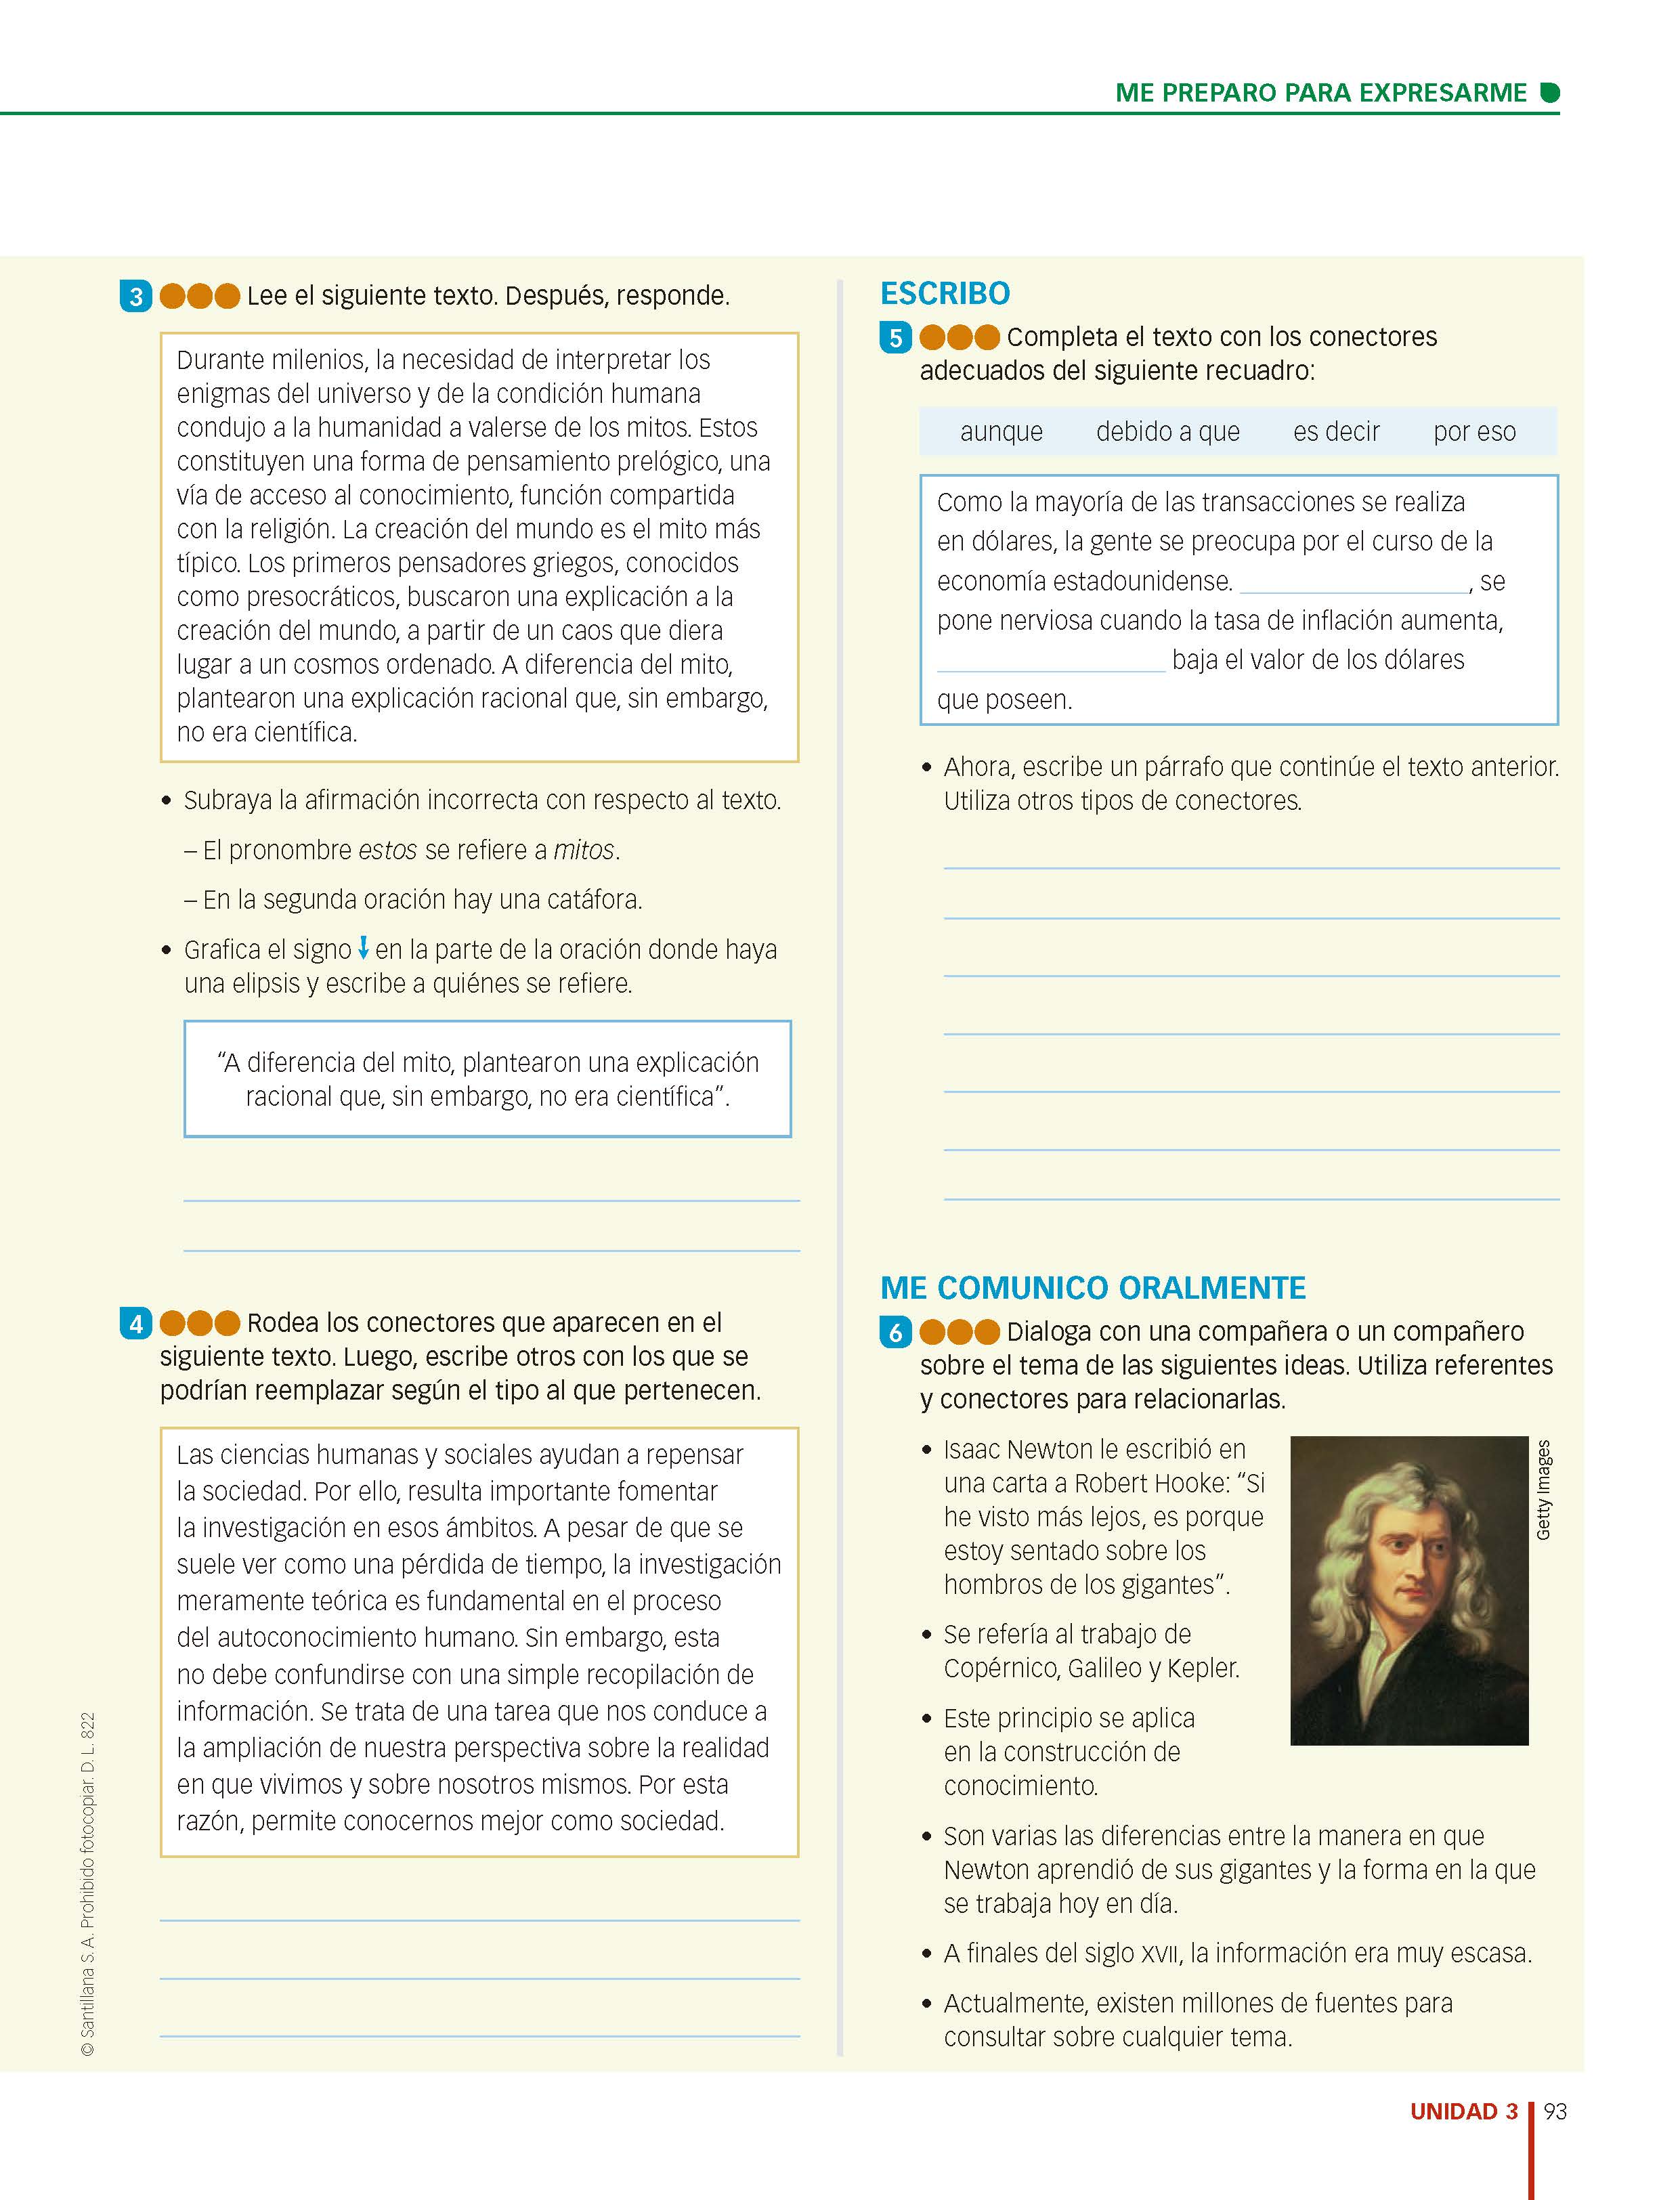 ME PREPARO PARA EXPRESARME
3 Lee el siguiente texto. Después, responde.
Durante milenios, la necesidad de interpretar los
enigmas del universo y de la condición humana
condujo a la humanidad a valerse de los mitos. Estos
constituyen una forma de pensamiento prelógico, una
vía de acceso al conocimiento, función compartida
con la religión. La creación del mundo es el mito más
típico. Los primeros pensadores griegos, conocidos
como presocráticos, buscaron una explicación a la
creación del mundo, a partir de un caos que diera
lugar a un cosmos ordenado. A diferencia del mito,
plantearon una explicación racional que, sin embargo,
no era científica.
• Subraya la afirmación incorrecta con respecto al texto.
– El pronombre estos se refiere a mitos.
– En la segunda oración hay una catáfora.
• Grafica el signo en la parte de la oración donde haya
una elipsis y escribe a quiénes se refiere.
“A diferencia del mito, plantearon una explicación
racional que, sin embargo, no era científica”.
4 Rodea los conectores que aparecen en el
siguiente texto. Luego, escribe otros con los que se
podrían reemplazar según el tipo al que pertenecen.
Las ciencias humanas y sociales ayudan a repensar
la sociedad. Por ello, resulta importante fomentar
la investigación en esos ámbitos. A pesar de que se
suele ver como una pérdida de tiempo, la investigación
meramente teórica es fundamental en el proceso
del autoconocimiento humano. Sin embargo, esta
no debe confundirse con una simple recopilación de
información. Se trata de una tarea que nos conduce a
la ampliación de nuestra perspectiva sobre la realidad
en que vivimos y sobre nosotros mismos. Por esta
razón, permite conocernos mejor como sociedad.
© Santillana S. A. Prohibido fotocopiar. D. L. 822
ESCRIBO
5 Completa el texto con los conectores
adecuados del siguiente recuadro:
aunque debido a que es decir por eso
Como la mayoría de las transacciones se realiza
en dólares, la gente se preocupa por el curso de la
economía estadounidense. ____________, se
pone nerviosa cuando la tasa de inflación aumenta,
____________ baja el valor de los dólares
que poseen.
• Ahora, escribe un párrafo que continúe el texto anterior.
Utiliza otros tipos de conectores.
ME COMUNICO ORALMENTE
6 Dialoga con una compañera o un compañero
sobre el tema de las siguientes ideas. Utiliza referentes
y conectores para relacionarlas.
• Isaac Newton le escribió en
una carta a Robert Hooke: “Si
he visto más lejos, es porque
estoy sentado sobre los
hombros de los gigantes”.
• Se refería al trabajo de
Copérnico, Galileo y Kepler.
• Este principio se aplica
en la construcción de
conocimiento.
Getty Images
• Son varias las diferencias entre la manera en que
Newton aprendió de sus gigantes y la forma en la que
se trabaja hoy en día.
• A finales del siglo XVII, la información era muy escasa.
• Actualmente, existen millones de fuentes para
consultar sobre cualquier tema.
UNIDAD 3 93